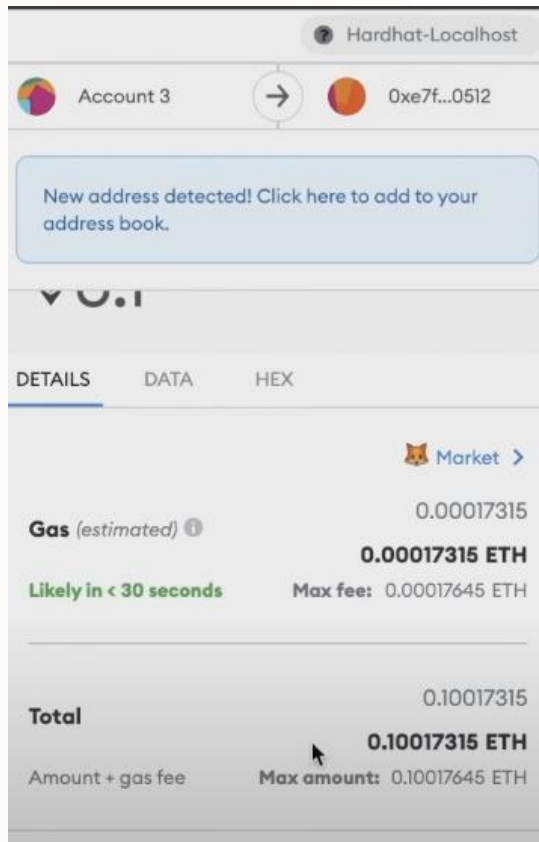 Hardhat-Localhost
Account 3
0xe7f...0512
New address detected! Click here to add to your
address book.
DETAILS DATA HEX
Market
0.00017315
Gas (estimated)
0.00017315 ETH
Likely in < 30 seconds Max fee: 0.00017645 ETH
0.10017315
Total
0.10017315 ETH
Amount + gas fee Max amount: 0.10017645 ETH